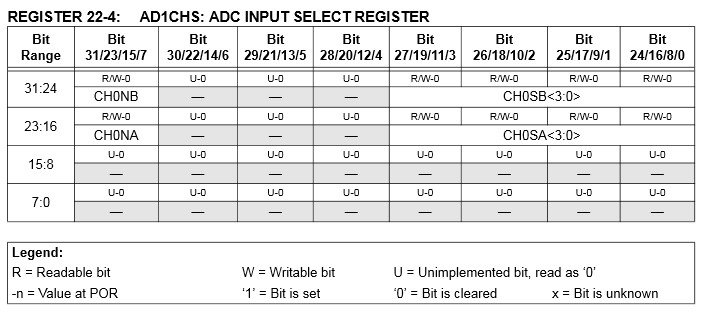 REGISTER 22-4: AD1CHS: ADC INPUT SELECT REGISTER
Bit Range Bit 31/23/15/7 Bit 30/22/14/6 Bit 29/21/13/5 Bit 28/20/12/4 Bit 27/19/11/3 Bit 26/18/10/2 Bit 25/17/9/1 Bit 24/16/8/0
31:24 R/W-0 U-0 U-0 U-0 R/W-0 R/W-0 R/W-0 R/W-0
CH0NB — — — CH0SB<3:0>
23:16 R/W-0 U-0 U-0 U-0 R/W-0 R/W-0 R/W-0 R/W-0
CH0NA — — — CH0SA<3:0>
15:8 U-0 U-0 U-0 U-0 U-0 U-0 U-0 U-0
— — — — — — — —
7:0 U-0 U-0 U-0 U-0 U-0 U-0 U-0 U-0
— — — — — — — —
Legend:
R = Readable bit W = Writable bit U = Unimplemented bit, read as ‘0’
-n = Value at POR ‘1’ = Bit is set ‘0’ = Bit is cleared x = Bit is unknown